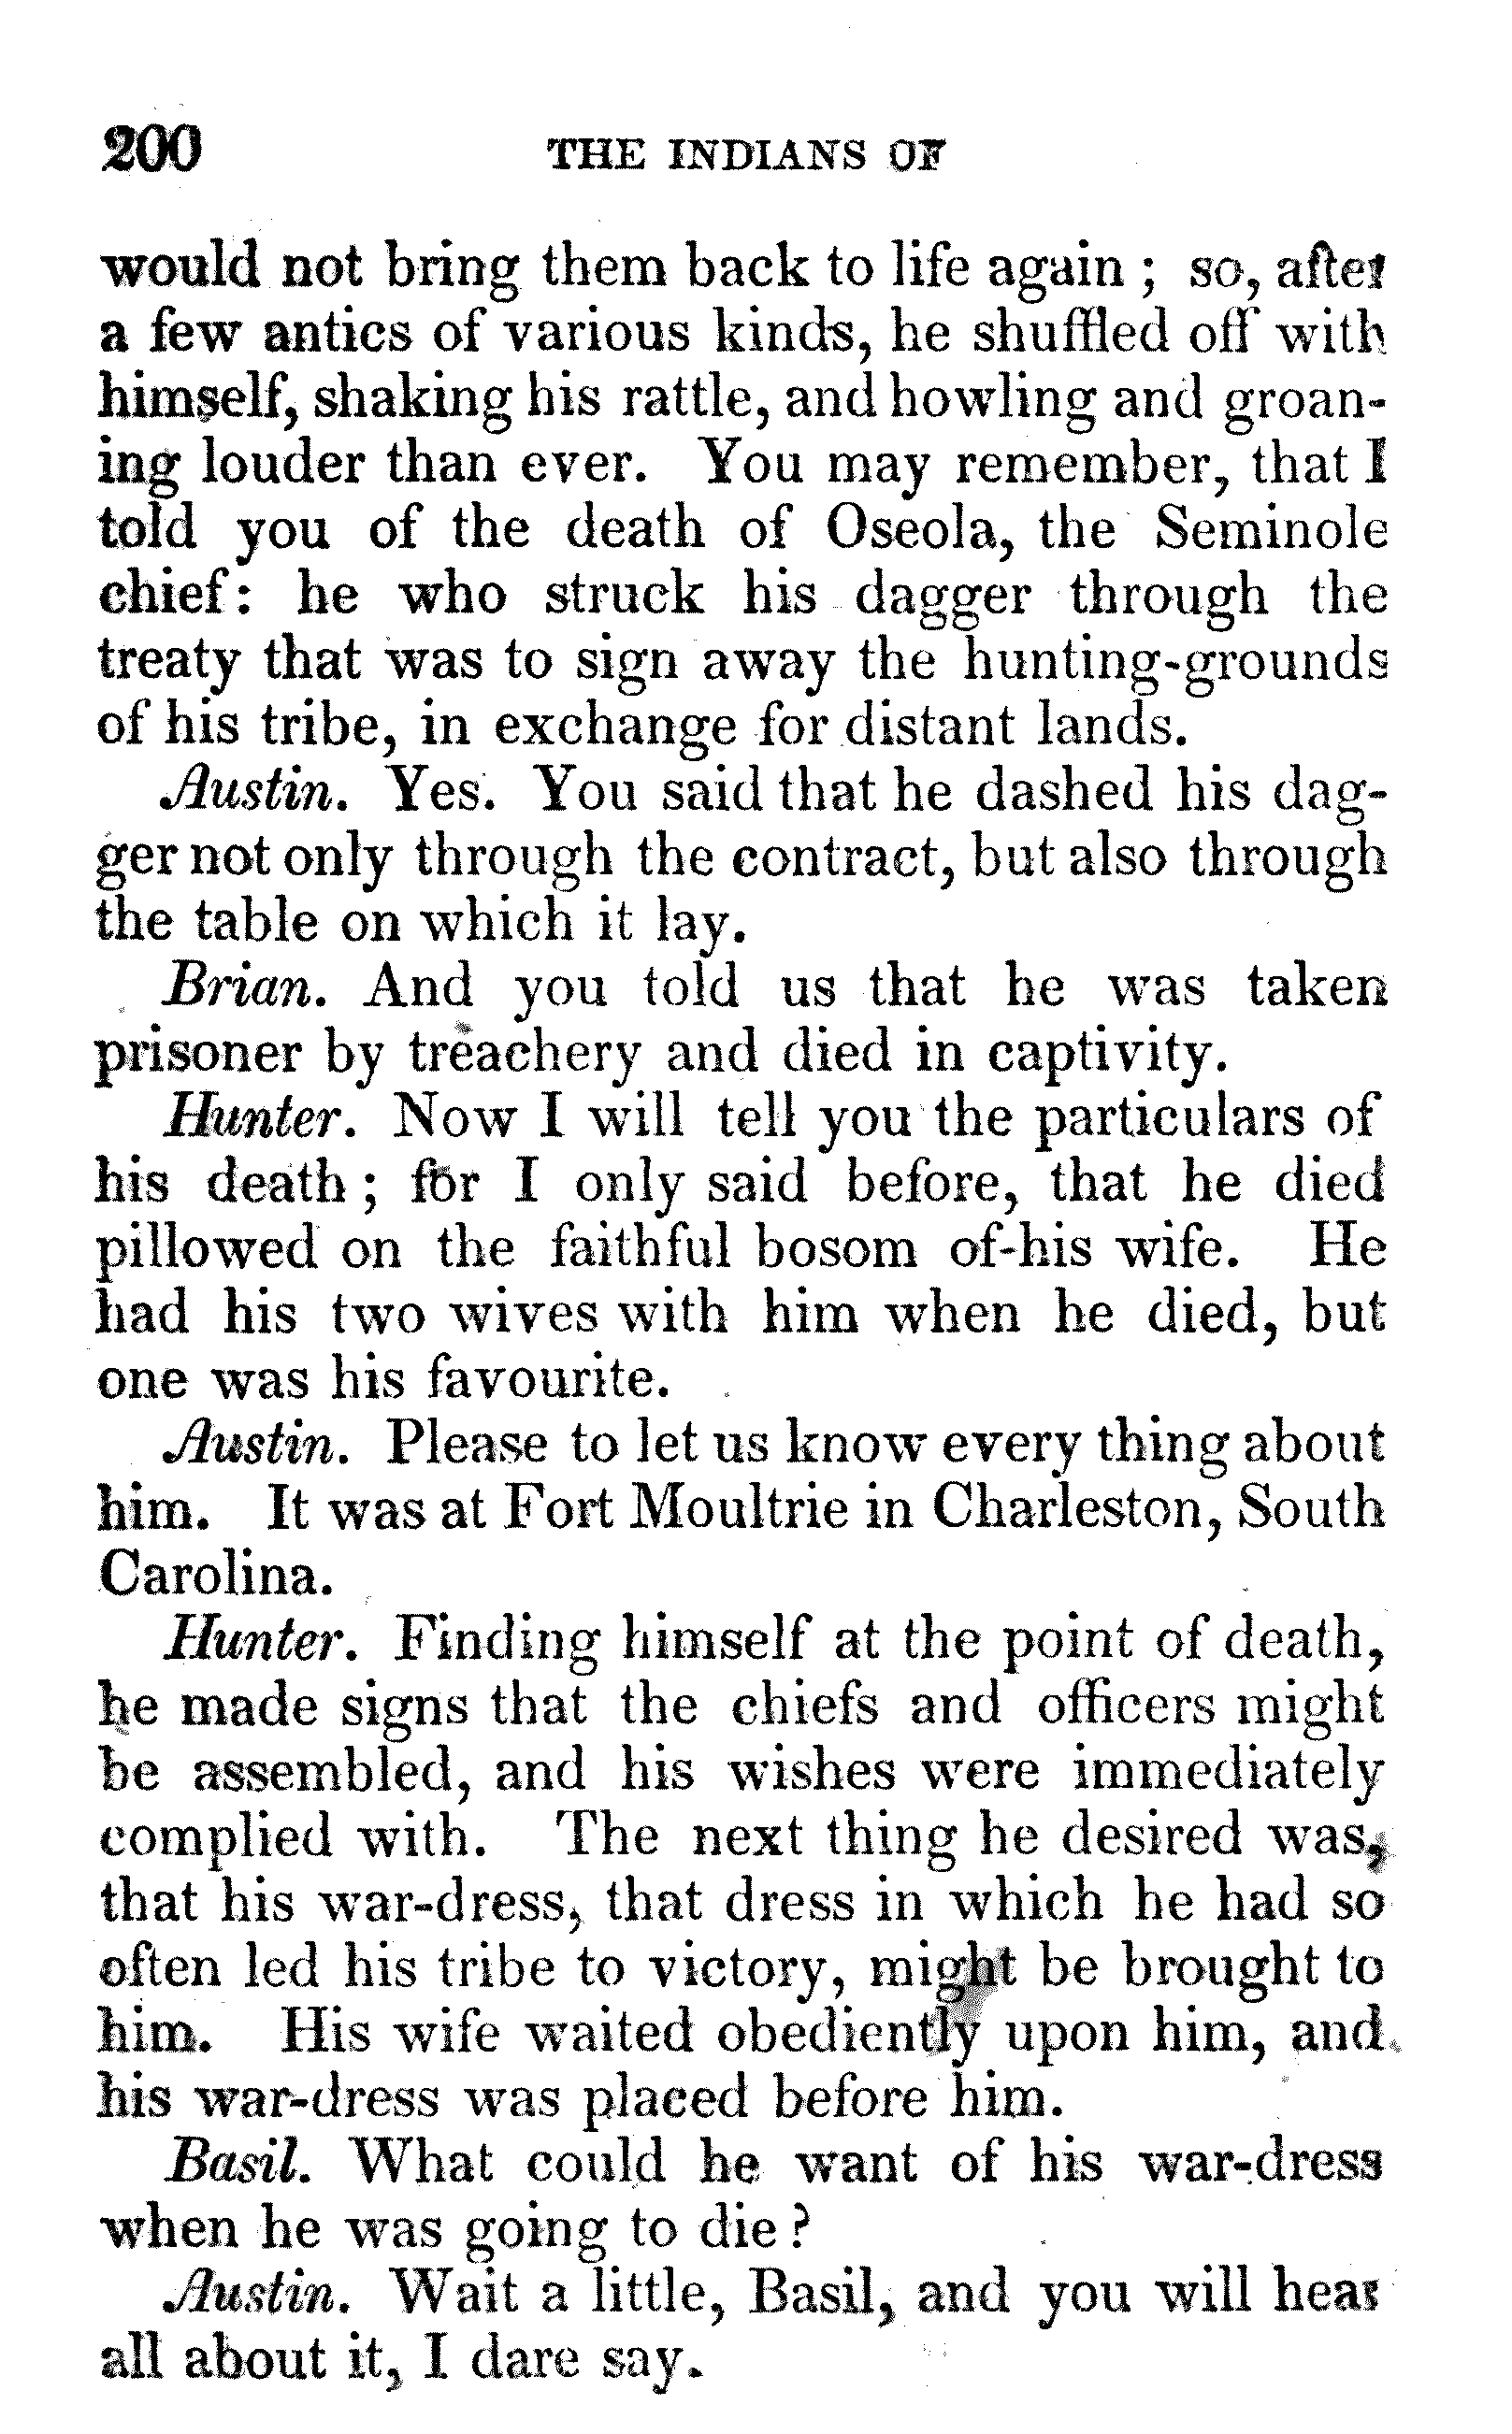 200 THE INDIANS OF
would not bring them back to life again ; so, after
a few antics of various kinds, he shuffled off with
himself, shaking his rattle, and howling and groan-
ing louder than ever. You may remember, that I
told you of the death of Oseola, the Seminole
chief: he who struck his dagger through the
treaty that was to sign away the hunting-grounds
of his tribe, in exchange for distant lands.
Austin. Yes. You said that he dashed his dag-
ger not only through the contract, but also through
the table on which it lay.
Brian. And you told us that he was taken
prisoner by treachery and died in captivity.
Hunter. Now I will tell you the particulars of
his death ; for I only said before, that he died
pillowed on the faithful bosom of-his wife. He
had his two wives with him when he died, but
one was his favourite.
Austin. Please to let us know every thing about
him. It was at Fort Moultrie in Charleston, South
Carolina.
Hunter. Finding himself at the point of death,
he made signs that the chiefs and officers might
be assembled, and his wishes were immediately
complied with. The next thing he desired was,
that his war-dress, that dress in which he had so
often led his tribe to victory, might be brought to
him. His wife waited obediently upon him, and
his war-dress was placed before him.
Basil. What could he want of his war-dress
when he was going to die ?
Austin. Wait a little, Basil, and you will hear
all about it, I dare say.